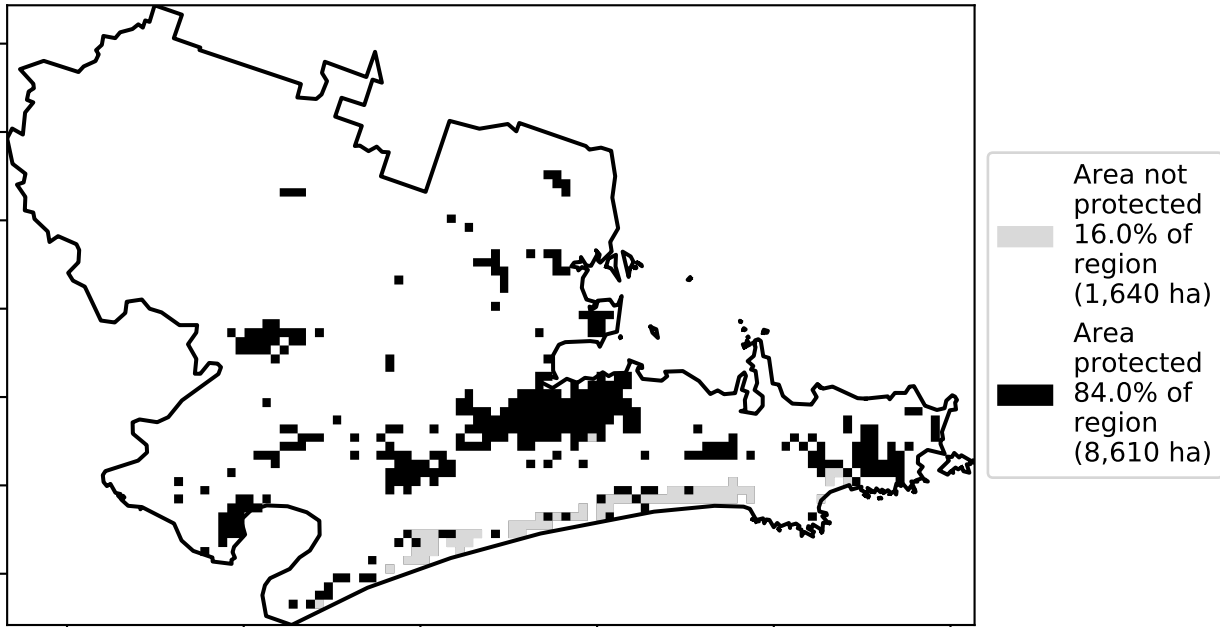 Area not
protected
16.0% of
region
(1,640 ha)
Area
protected
84.0% of
region
(8,610 ha)